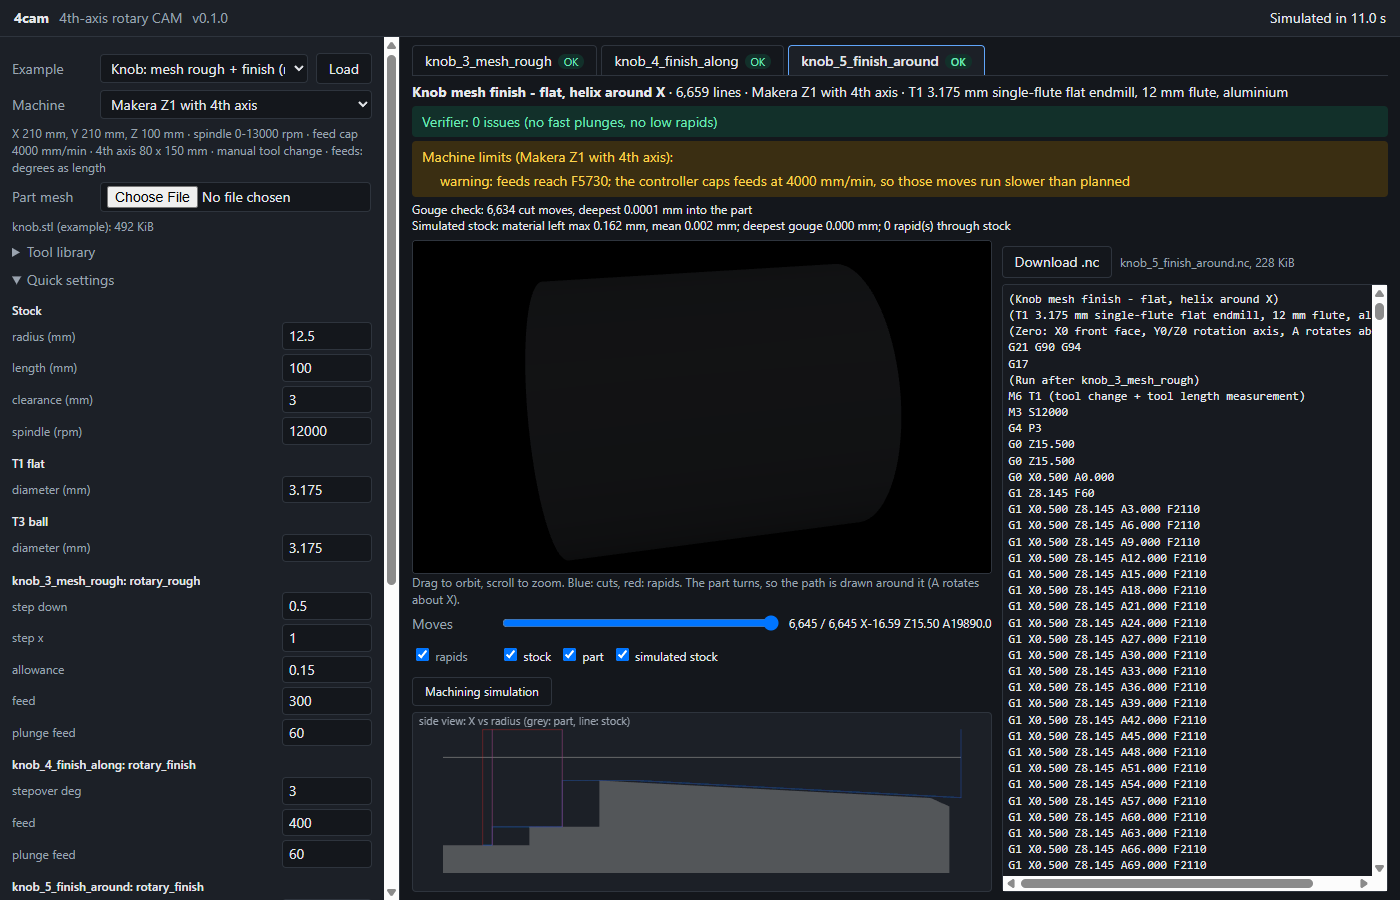 4cam 4th-axis rotary CAM v0.1.0
Simulated in 11.0 s
Example Knob: mesh rough + finish (r Load
Machine Makera Z1 with 4th axis
X 210 mm, Y 210 mm, Z 100 mm · spindle 0-13000 rpm · feed cap
4000 mm/min · 4th axis 80 x 150 mm · manual tool change · feeds:
degrees as length
Part mesh Choose File No file chosen
knob.stl (example): 492 KiB
Tool library
Quick settings
Stock
radius (mm) 12.5
length (mm) 100
clearance (mm) 3
spindle (rpm) 12000
T1 flat
diameter (mm) 3.175
T3 ball
diameter (mm) 3.175
knob_3_mesh_rough: rotary_rough
step down 0.5
step x 1
allowance 0.15
feed 300
plunge feed 60
knob_4_finish_along: rotary_finish
stepover deg 3
feed 400
plunge feed 60
knob_5_finish_around: rotary_finish
knob_3_mesh_rough OK
knob_4_finish_along OK
knob_5_finish_around OK
Knob mesh finish - flat, helix around X · 6,659 lines · Makera Z1 with 4th axis · T1 3.175 mm single-flute flat endmill, 12 mm flute, aluminium
Verifier: 0 issues (no fast plunges, no low rapids)
Machine limits (Makera Z1 with 4th axis):
warning: feeds reach F5730; the controller caps feeds at 4000 mm/min, so those moves run slower than planned
Gouge check: 6,634 cut moves, deepest 0.0001 mm into the part
Simulated stock: material left max 0.162 mm, mean 0.002 mm; deepest gouge 0.000 mm; 0 rapid(s) through stock
Drag to orbit, scroll to zoom. Blue: cuts, red: rapids. The part turns, so the path is drawn around it (A rotates
about X).
Moves 6,645 / 6,645 X-16.59 Z15.50 A19890.0
rapids stock part simulated stock
Machining simulation
side view: X vs radius (grey: part, line: stock)
Download .nc knob_5_finish_around.nc, 228 KiB
(Knob mesh finish - flat, helix around X)
(T1 3.175 mm single-flute flat endmill, 12 mm flute, al
(Zero: X0 front face, Y0/Z0 rotation axis, A rotates ab
G21 G90 G94
G17
(Run after knob_3_mesh_rough)
M6 T1 (tool change + tool length measurement)
M3 S12000
G4 P3
G0 Z15.500
G0 Z15.500
G0 X0.500 A0.000
G1 Z8.145 F60
G1 X0.500 Z8.145 A3.000 F2110
G1 X0.500 Z8.145 A6.000 F2110
G1 X0.500 Z8.145 A9.000 F2110
G1 X0.500 Z8.145 A12.000 F2110
G1 X0.500 Z8.145 A15.000 F2110
G1 X0.500 Z8.145 A18.000 F2110
G1 X0.500 Z8.145 A21.000 F2110
G1 X0.500 Z8.145 A24.000 F2110
G1 X0.500 Z8.145 A27.000 F2110
G1 X0.500 Z8.145 A30.000 F2110
G1 X0.500 Z8.145 A33.000 F2110
G1 X0.500 Z8.145 A36.000 F2110
G1 X0.500 Z8.145 A39.000 F2110
G1 X0.500 Z8.145 A42.000 F2110
G1 X0.500 Z8.145 A45.000 F2110
G1 X0.500 Z8.145 A48.000 F2110
G1 X0.500 Z8.145 A51.000 F2110
G1 X0.500 Z8.145 A54.000 F2110
G1 X0.500 Z8.145 A57.000 F2110
G1 X0.500 Z8.145 A60.000 F2110
G1 X0.500 Z8.145 A63.000 F2110
G1 X0.500 Z8.145 A66.000 F2110
G1 X0.500 Z8.145 A69.000 F2110